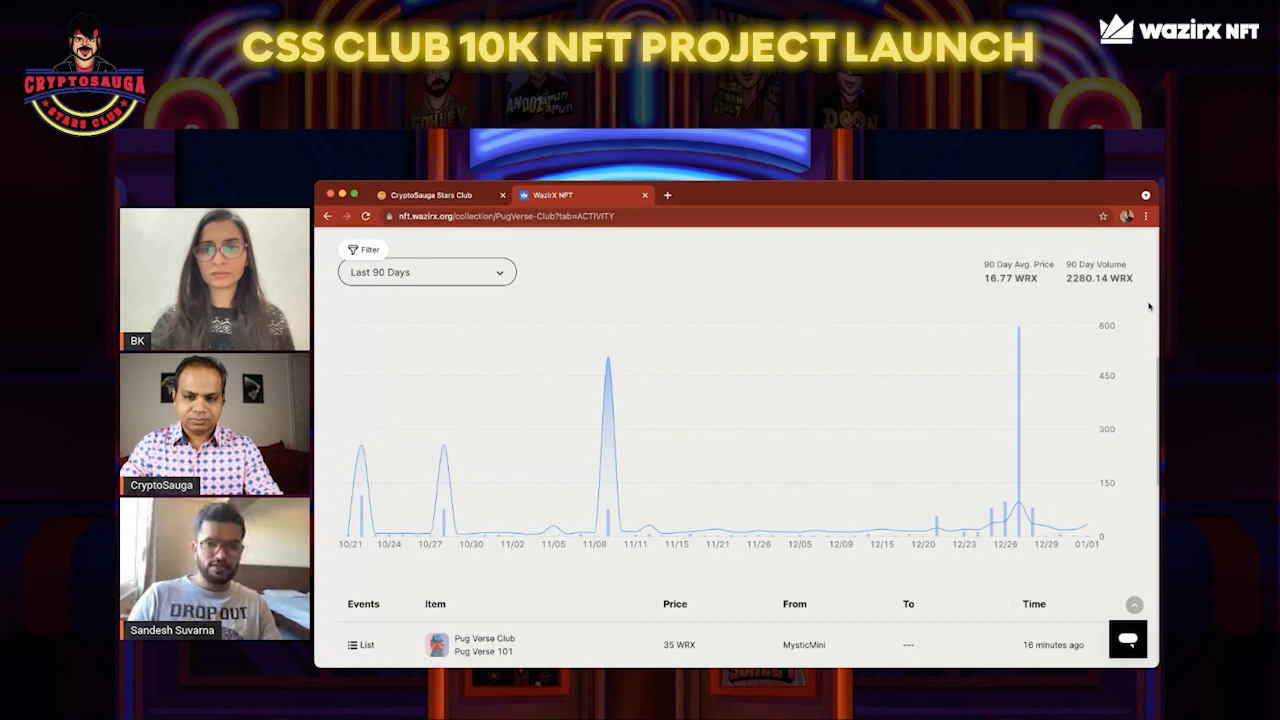 CSS CLUB 10K NFT PROJECT LAUNCH
wazirx NFT
CRYPTOSAUGA
STARS CLUB
ANDOZ APUN
DOON
CryptoSauga Stars Club
WazirX NFT
nft.wazirx.org/collection/PugVerse-Club?tab=ACTIVITY
Filter
Last 90 Days
90 Day Avg. Price
16.77 WRX
90 Day Volume
2280.14 WRX
600
450
300
150
0
10/21 10/24 10/27 10/30 11/02 11/05 11/08 11/11 11/15 11/21 11/26 12/05 12/09 12/15 12/20 12/23 12/26 12/29 01/01
Events Item Price From To Time
List Pug Verse Club 35 WRX MysticMini --- 16 minutes ago
Pug Verse 101
BK
CryptoSauga
DROPOUT
Sandesh Suvarna